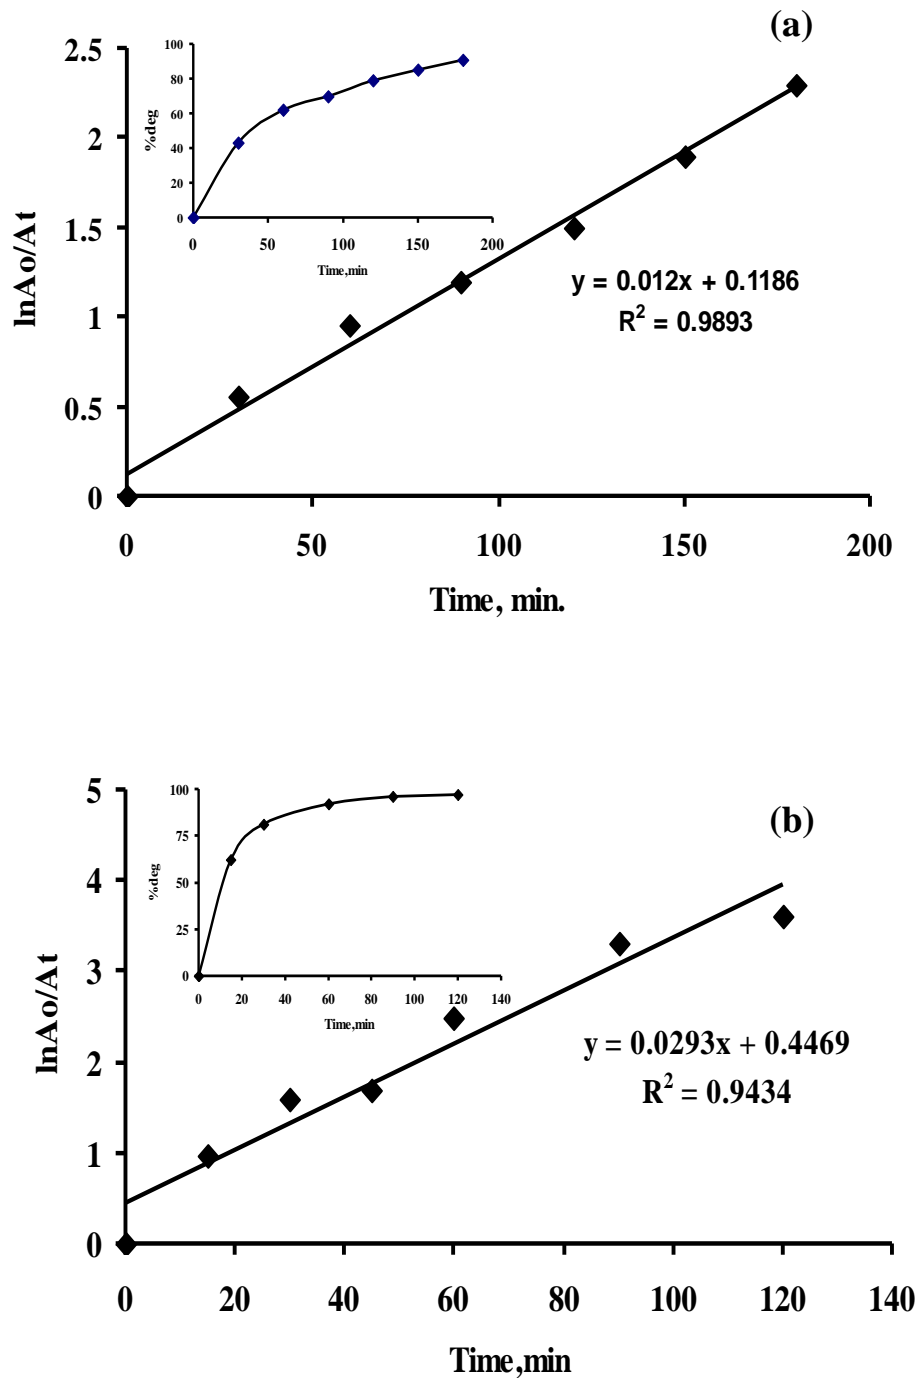 (a)
2.5
2
1.5
1
0.5
0
lnAo/At
100
80
60
40
20
0
%deg
0 50 100 150 200
Time,min
y = 0.012x + 0.1186
R² = 0.9893
0 50 100 150 200
Time, min.
(b)
5
4
3
2
1
0
lnAo/At
100
75
50
25
0
%deg
0 20 40 60 80 100 120 140
Time,min
y = 0.0293x + 0.4469
R² = 0.9434
0 20 40 60 80 100 120 140
Time,min